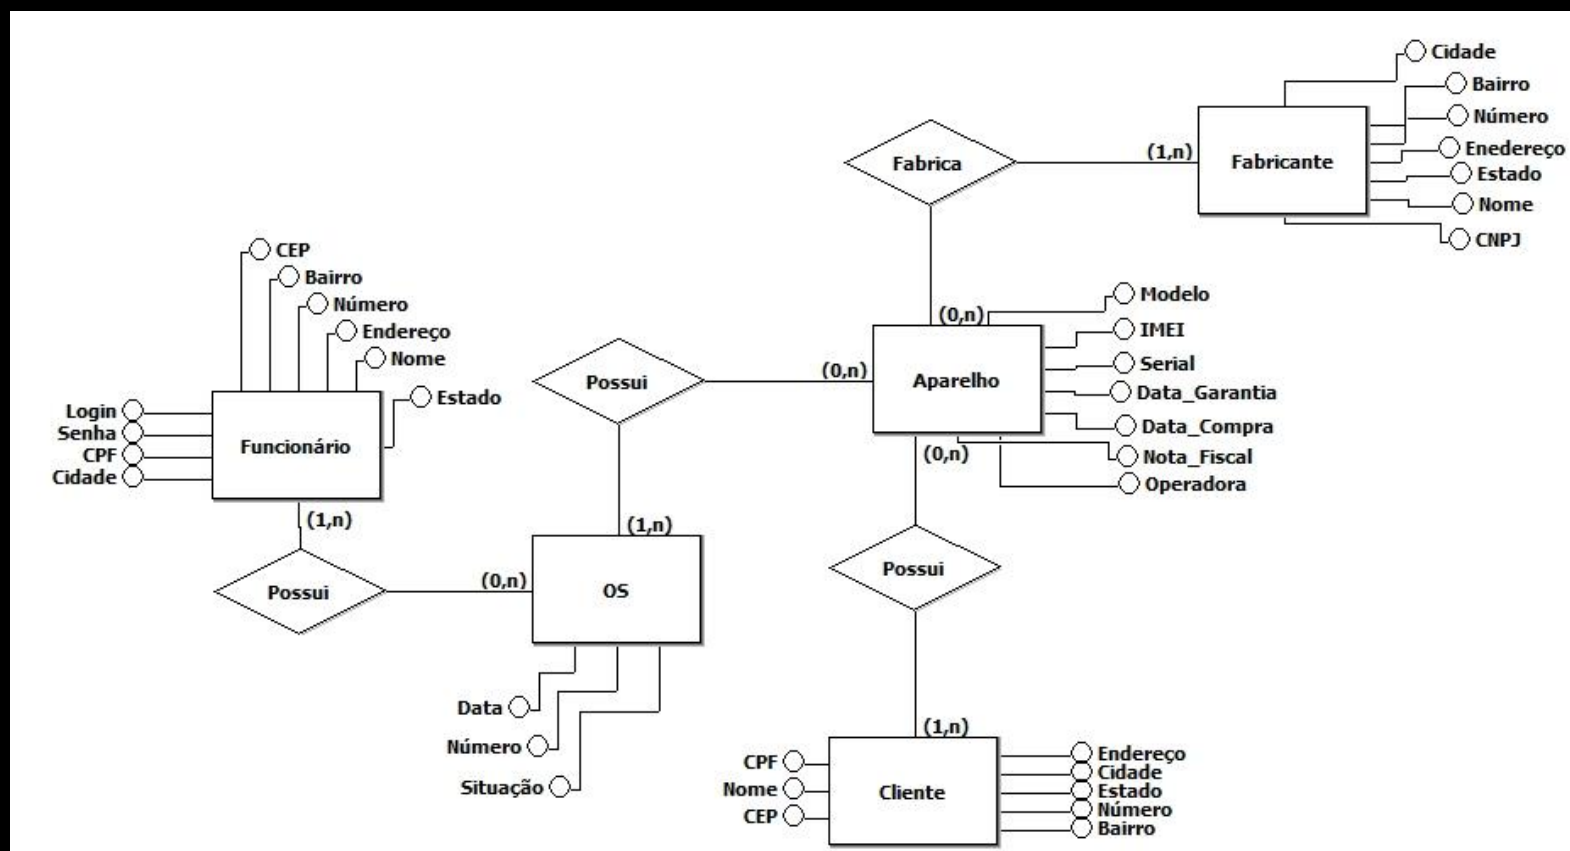 Cidade
Bairro
Número
Enedereço
Estado
Nome
CNPJ
Fabricante
(1,n)
Fabrica
(0,n)
Modelo
IMEI
Serial
Data_Garantia
Data_Compra
Nota_Fiscal
Operadora
Aparelho
(0,n)
(0,n)
Possui
(1,n)
CEP
Bairro
Número
Endereço
Nome
Estado
Login
Senha
CPF
Cidade
Funcionário
(1,n)
Possui
(0,n)
OS
Data
Número
Situação
Possui
(1,n)
Cliente
CPF
Nome
CEP
Endereço
Cidade
Estado
Número
Bairro